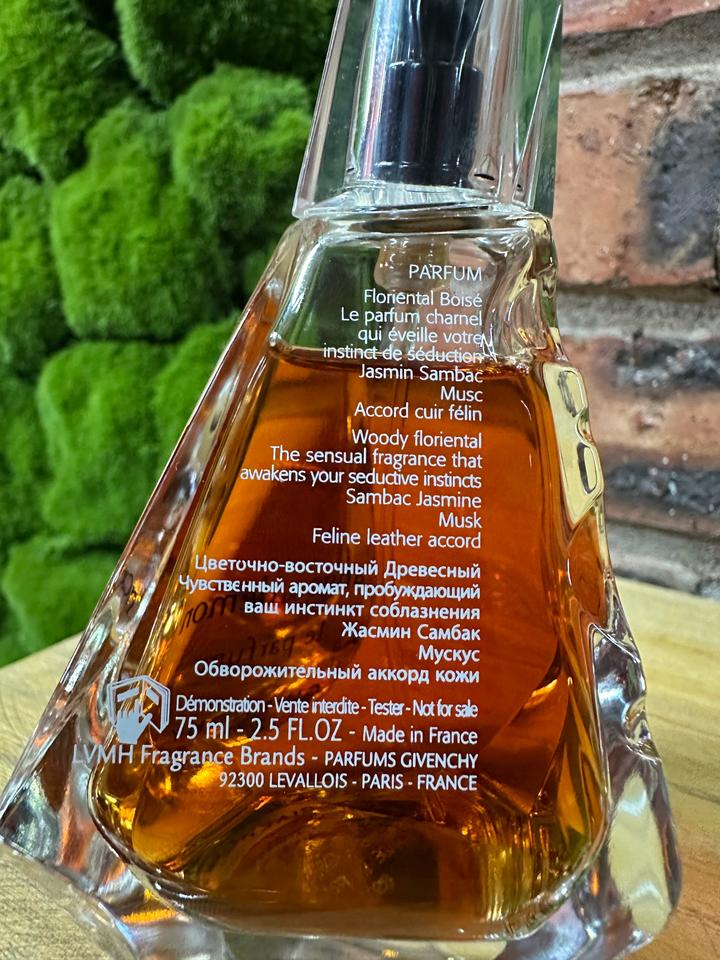 PARFUM
Floriental Boisé
Le parfum charnel
qui éveille votre
instinct de séduction
Jasmin Sambac
Musc
Accord cuir félin
Woody floriental
The sensual fragrance that
awakens your seductive instincts
Sambac Jasmine
Musk
Feline leather accord
Цветочно-восточный Древесный
Чувственный аромат, пробуждающий
ваш инстинкт соблазнения
Жасмин Самбак
Мускус
Обворожительный аккорд кожи
Démonstration - Vente interdite - Tester - Not for sale
75 ml - 2.5 FL.OZ - Made in France
LVMH Fragrance Brands - PARFUMS GIVENCHY
92300 LEVALLOIS - PARIS - FRANCE